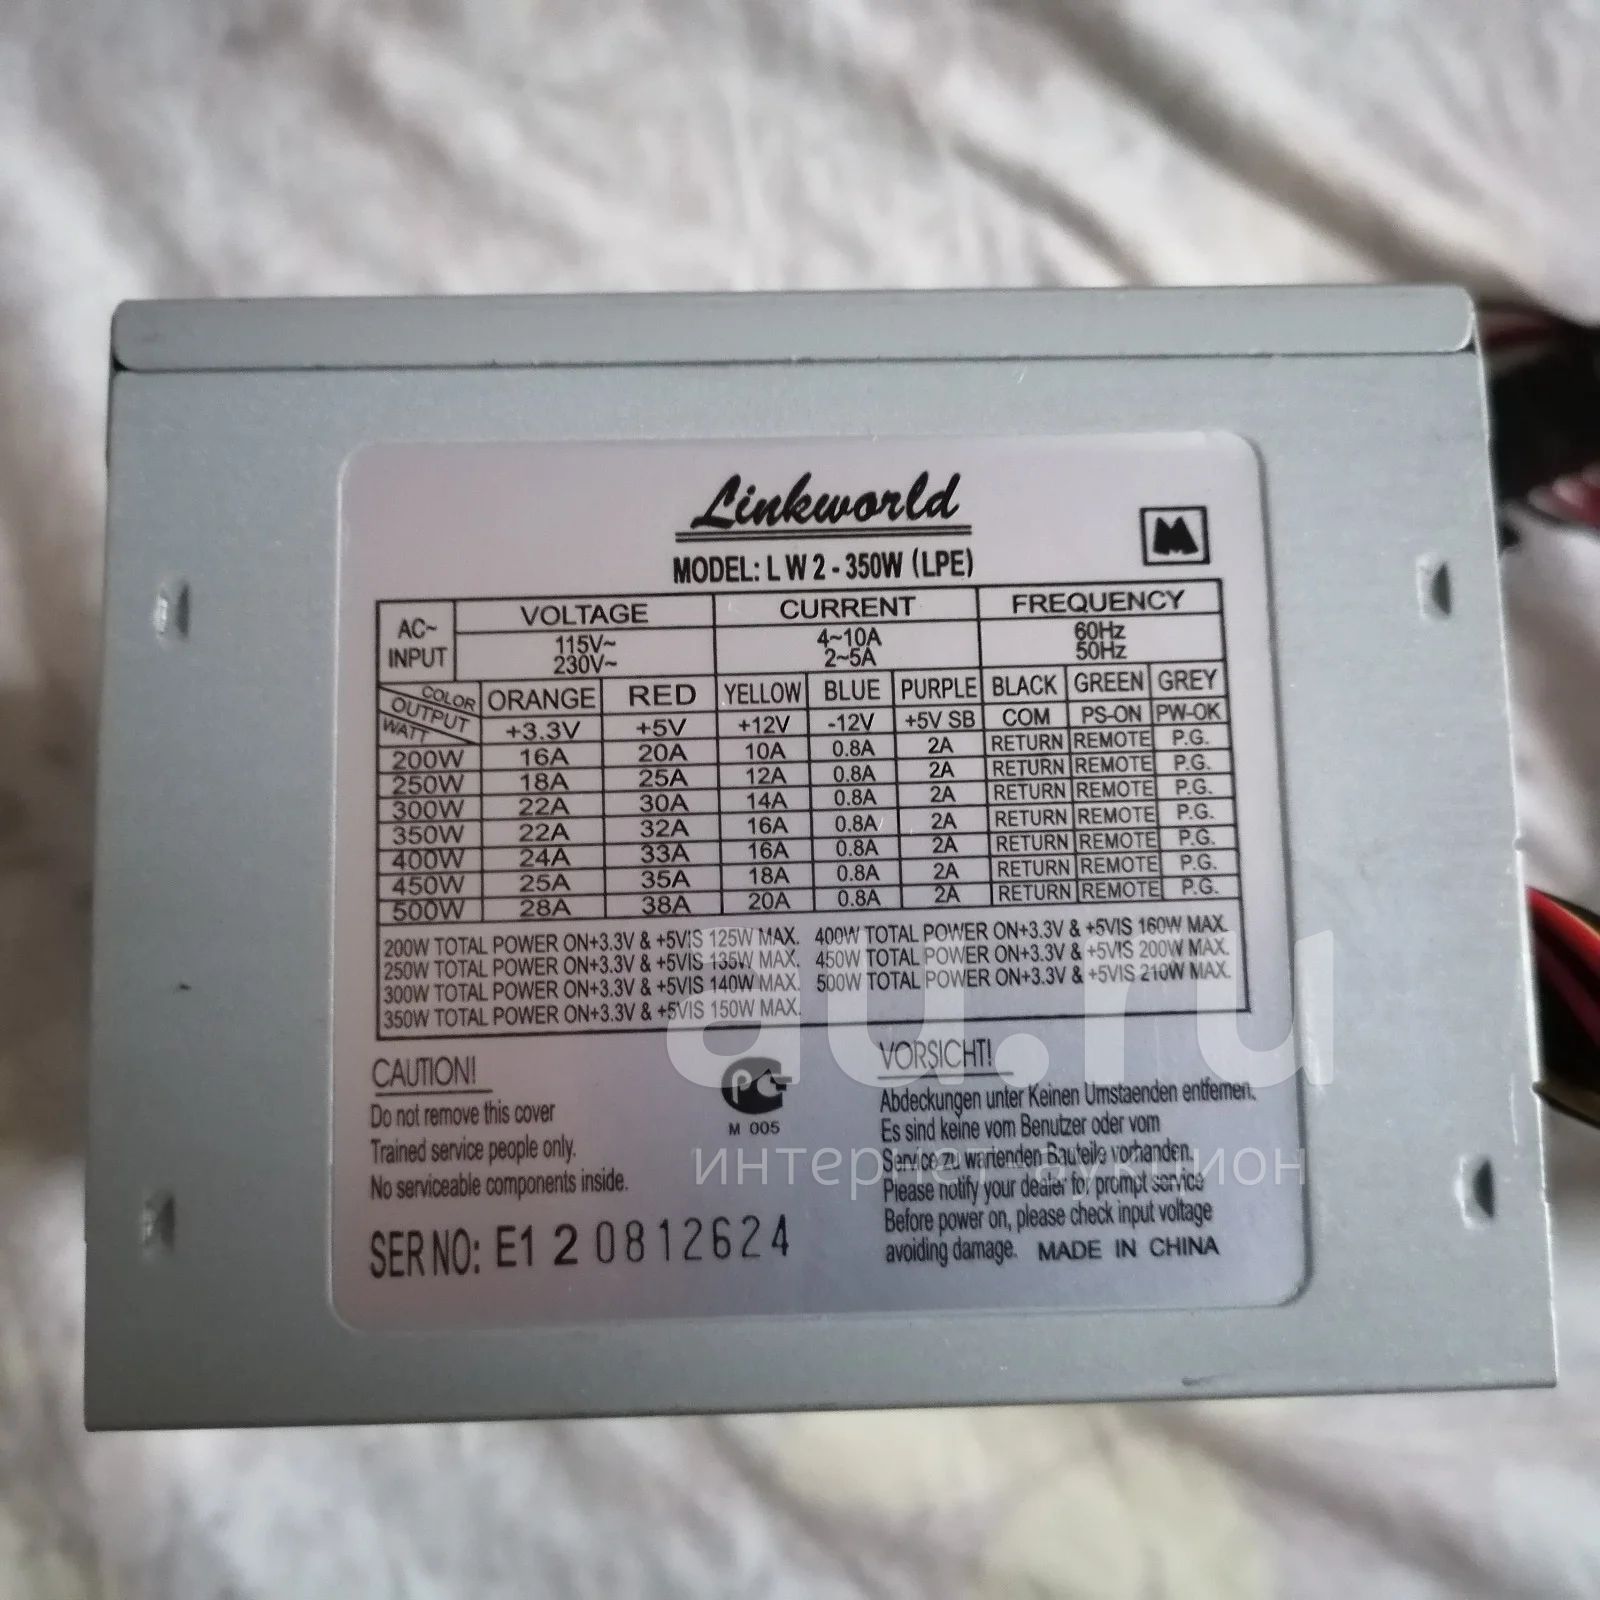 Linkworld
M
MODEL: L W 2 - 350W (LPE)
AC~ INPUT VOLTAGE CURRENT FREQUENCY
115V~ 4~10A 60Hz
230V~ 2~5A 50Hz
COLOR ORANGE RED YELLOW BLUE PURPLE BLACK GREEN GREY
OUTPUT WATT +3.3V +5V +12V -12V +5V SB COM PS-ON PW-OK
200W 16A 20A 10A 0.8A 2A RETURN REMOTE P.G.
250W 18A 25A 12A 0.8A 2A RETURN REMOTE P.G.
300W 22A 30A 14A 0.8A 2A RETURN REMOTE P.G.
350W 22A 32A 16A 0.8A 2A RETURN REMOTE P.G.
400W 24A 33A 16A 0.8A 2A RETURN REMOTE P.G.
450W 25A 35A 18A 0.8A 2A RETURN REMOTE P.G.
500W 28A 38A 20A 0.8A 2A RETURN REMOTE P.G.
200W TOTAL POWER ON+3.3V & +5VIS 125W MAX. 400W TOTAL POWER ON+3.3V & +5VIS 160W MAX.
250W TOTAL POWER ON+3.3V & +5VIS 135W MAX. 450W TOTAL POWER ON+3.3V & +5VIS 200W MAX.
300W TOTAL POWER ON+3.3V & +5VIS 140W MAX. 500W TOTAL POWER ON+3.3V & +5VIS 210W MAX.
350W TOTAL POWER ON+3.3V & +5VIS 150W MAX.
CAUTION!
Do not remove this cover
Trained service people only.
No serviceable components inside.
SER NO: E1 2 0812624
РС
M 005
VORSICHT!
Abdeckungen unter Keinen Umstaenden entfernen.
Es sind keine vom Benutzer oder vom
Service zu wartenden Bauteile vorhanden.
Please notify your dealer for prompt service
Before power on, please check input voltage
avoiding damage. MADE IN CHINA
au.ru
интернет аукцион